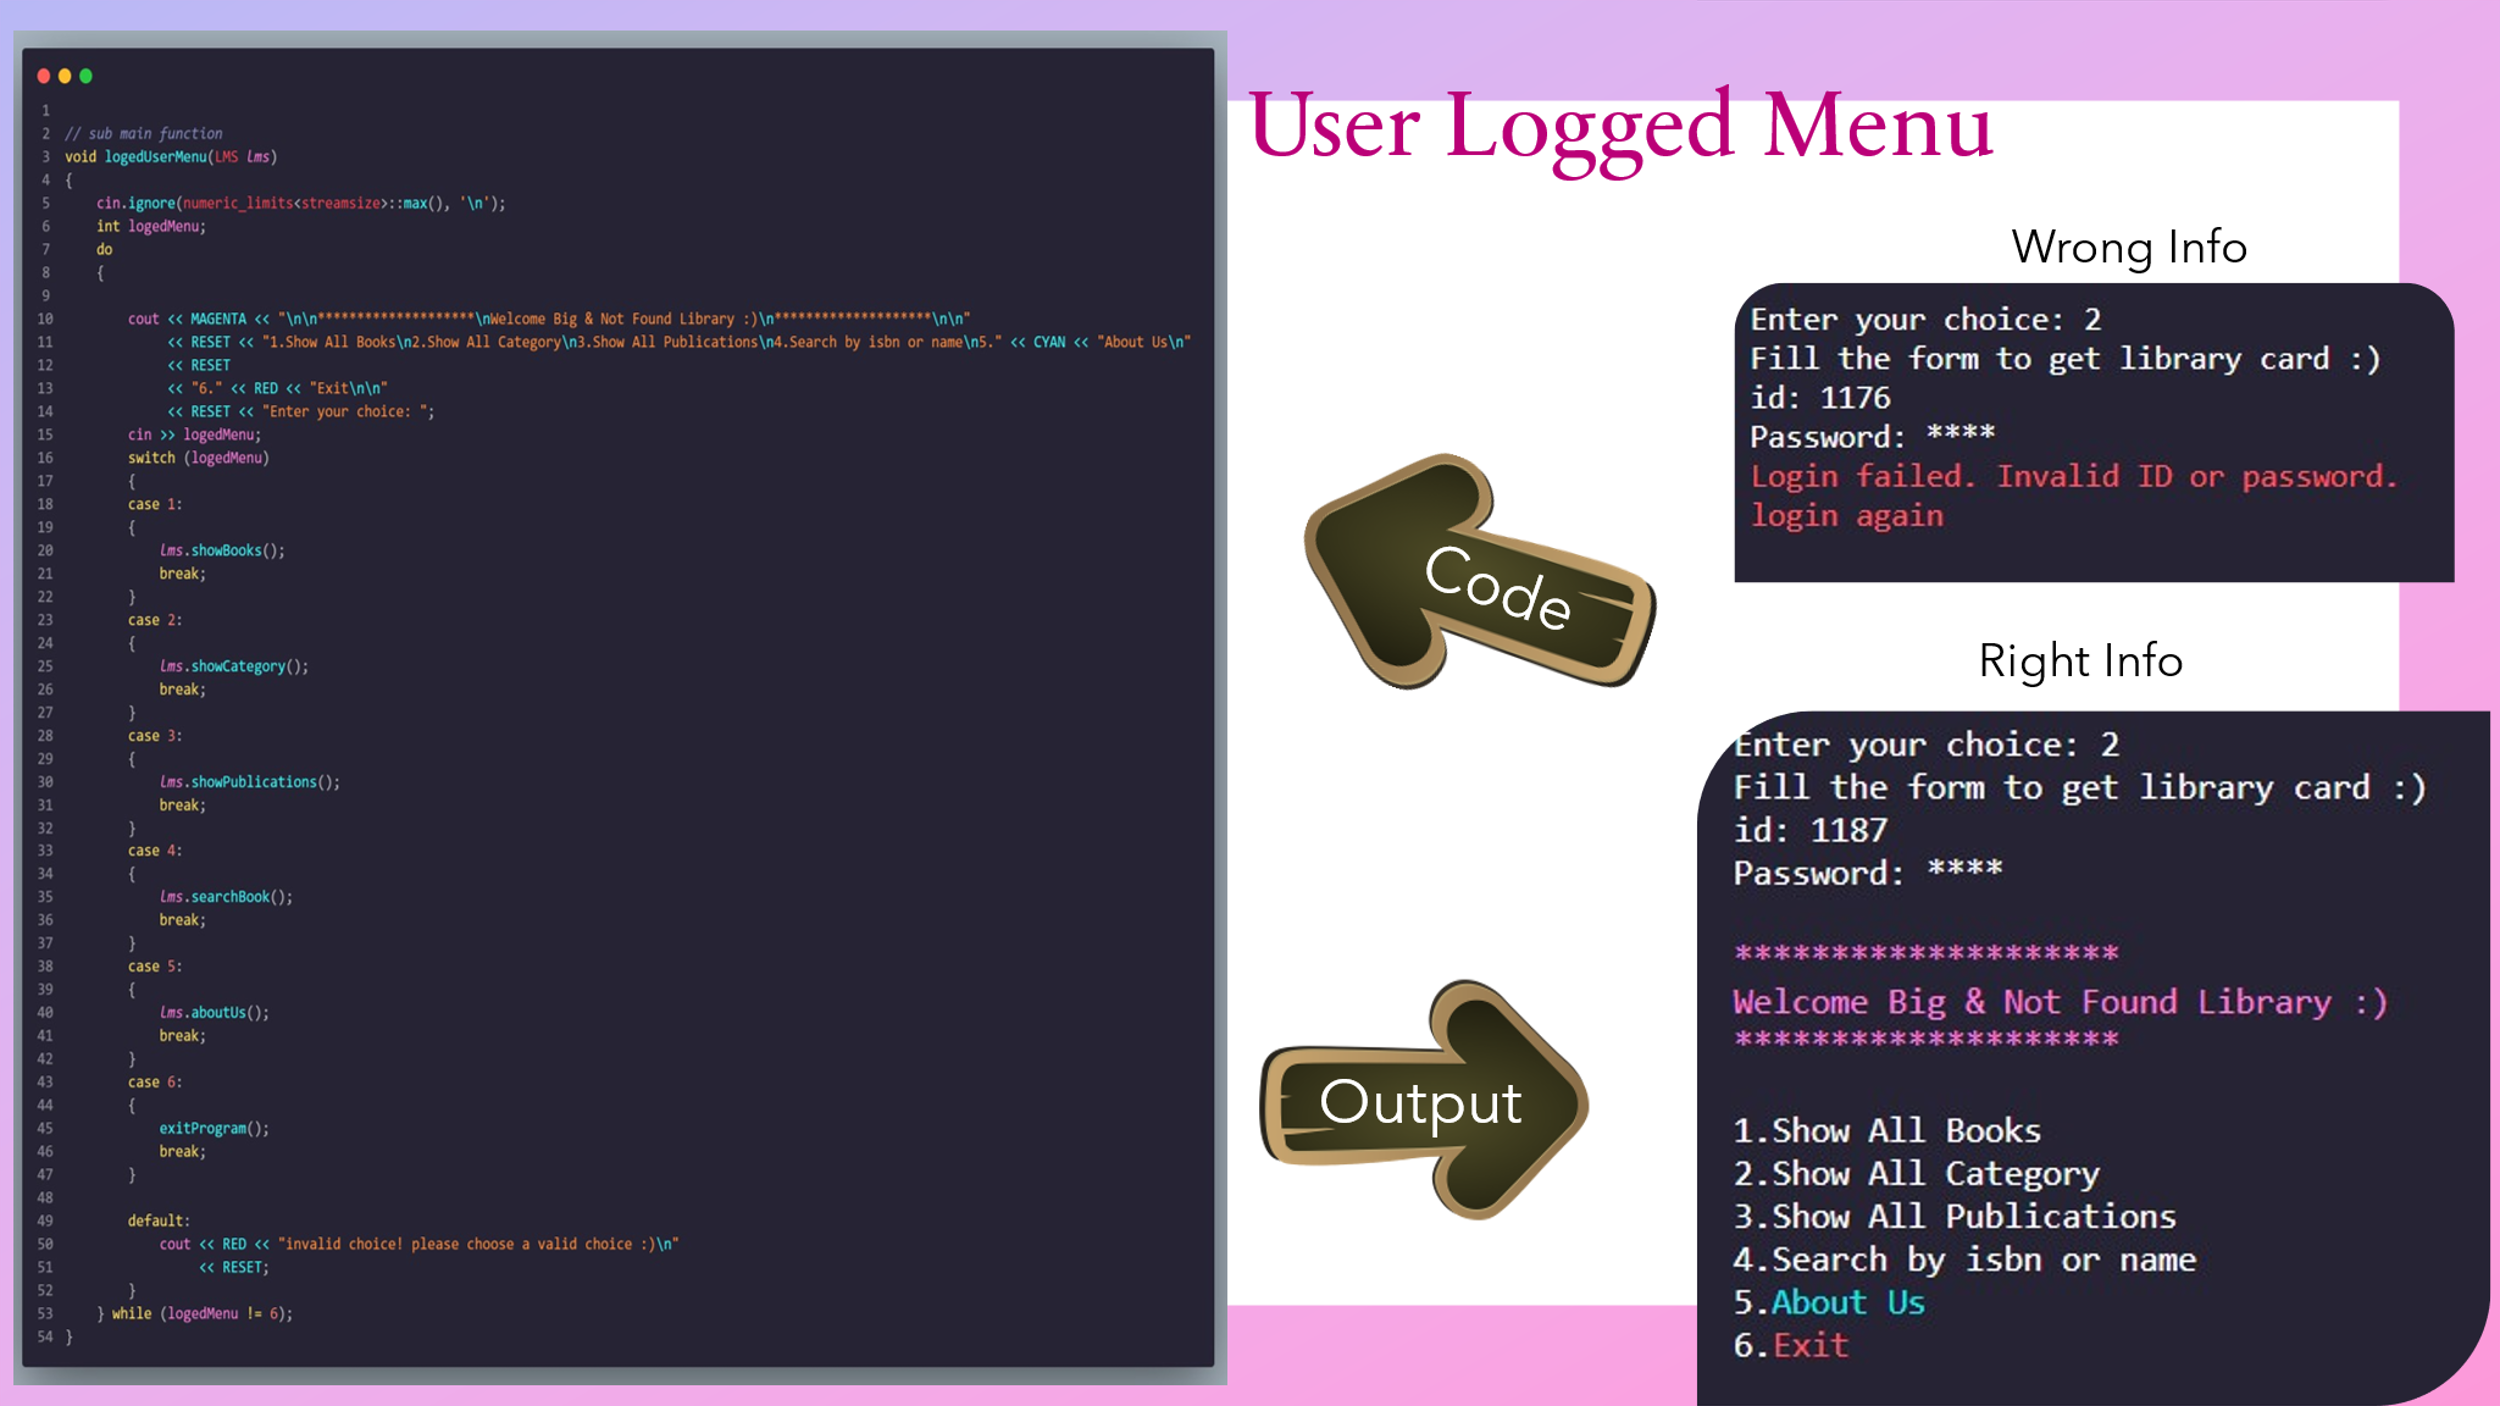 1
2 // sub main function
3 void logedUserMenu(LMS lms)
4 {
5 cin.ignore(numeric_limits<streamsize>::max(), '\n');
6 int logedMenu;
7 do
8 {
9
10 cout << MAGENTA << "\n\n********************\nWelcome Big & Not Found Library :)\n********************\n\n"
11 << RESET << "1.Show All Books\n2.Show All Category\n3.Show All Publications\n4.Search by isbn or name\n5." << CYAN << "About Us\n"
12 << RESET
13 << "6." << RED << "Exit\n\n"
14 << RESET << "Enter your choice: ";
15 cin >> logedMenu;
16 switch (logedMenu)
17 {
18 case 1:
19 {
20 lms.showBooks();
21 break;
22 }
23 case 2:
24 {
25 lms.showCategory();
26 break;
27 }
28 case 3:
29 {
30 lms.showPublications();
31 break;
32 }
33 case 4:
34 {
35 lms.searchBook();
36 break;
37 }
38 case 5:
39 {
40 lms.aboutUs();
41 break;
42 }
43 case 6:
44 {
45 exitProgram();
46 break;
47 }
48
49 default:
50 cout << RED << "invalid choice! please choose a valid choice :)\n"
51 << RESET;
52 }
53 } while (logedMenu != 6);
54 }
User Logged Menu
Code
Output
Wrong Info
Enter your choice: 2
Fill the form to get library card :)
id: 1176
Password: ****
Login failed. Invalid ID or password.
login again
Right Info
Enter your choice: 2
Fill the form to get library card :)
id: 1187
Password: ****
********************
Welcome Big & Not Found Library :)
********************
1.Show All Books
2.Show All Category
3.Show All Publications
4.Search by isbn or name
5.About Us
6.Exit